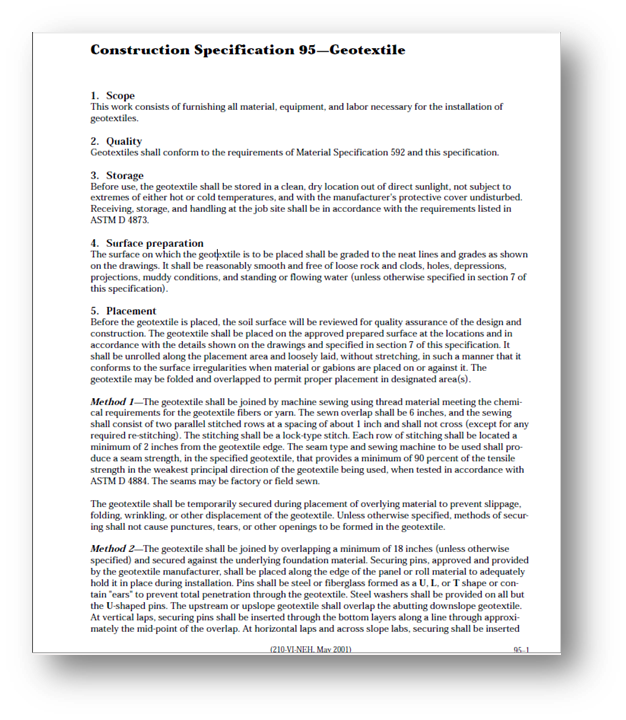 Construction Specification 95—Geotextile
1. Scope
This work consists of furnishing all material, equipment, and labor necessary for the installation of
geotextiles.
2. Quality
Geotextiles shall conform to the requirements of Material Specification 592 and this specification.
3. Storage
Before use, the geotextile shall be stored in a clean, dry location out of direct sunlight, not subject to
extremes of either hot or cold temperatures, and with the manufacturer's protective cover undisturbed.
Receiving, storage, and handling at the job site shall be in accordance with the requirements listed in
ASTM D 4873.
4. Surface preparation
The surface on which the geotextile is to be placed shall be graded to the neat lines and grades as shown
on the drawings. It shall be reasonably smooth and free of loose rock and clods, holes, depressions,
projections, muddy conditions, and standing or flowing water (unless otherwise specified in section 7 of
this specification).
5. Placement
Before the geotextile is placed, the soil surface will be reviewed for quality assurance of the design and
construction. The geotextile shall be placed on the approved prepared surface at the locations and in
accordance with the details shown on the drawings and specified in section 7 of this specification. It
shall be unrolled along the placement area and loosely laid, without stretching, in such a manner that it
conforms to the surface irregularities when material or gabions are placed on or against it. The
geotextile may be folded and overlapped to permit proper placement in designated area(s).
Method 1—The geotextile shall be joined by machine sewing using thread material meeting the chemi-
cal requirements for the geotextile fibers or yarn. The sewn overlap shall be 6 inches, and the sewing
shall consist of two parallel stitched rows at a spacing of about 1 inch and shall not cross (except for any
required re-stitching). The stitching shall be a lock-type stitch. Each row of stitching shall be located a
minimum of 2 inches from the geotextile edge. The seam type and sewing machine to be used shall pro-
duce a seam strength, in the specified geotextile, that provides a minimum of 90 percent of the tensile
strength in the weakest principal direction of the geotextile being used, when tested in accordance with
ASTM D 4884. The seams may be factory or field sewn.
The geotextile shall be temporarily secured during placement of overlying material to prevent slippage,
folding, wrinkling, or other displacement of the geotextile. Unless otherwise specified, methods of secur-
ing shall not cause punctures, tears, or other openings to be formed in the geotextile.
Method 2—The geotextile shall be joined by overlapping a minimum of 18 inches (unless otherwise
specified) and secured against the underlying foundation material. Securing pins, approved and provided
by the geotextile manufacturer, shall be placed along the edge of the panel or roll material to adequately
hold it in place during installation. Pins shall be steel or fiberglass formed as a U, L, or T shape or con-
tain "ears" to prevent total penetration through the geotextile. Steel washers shall be provided on all but
the U-shaped pins. The upstream or upslope geotextile shall overlap the abutting downslope geotextile.
At vertical laps, securing pins shall be inserted through the bottom layers along a line through approxi-
mately the mid-point of the overlap. At horizontal laps and across slope labs, securing shall be inserted
(210-VI-NEH, May 2001)
95-1